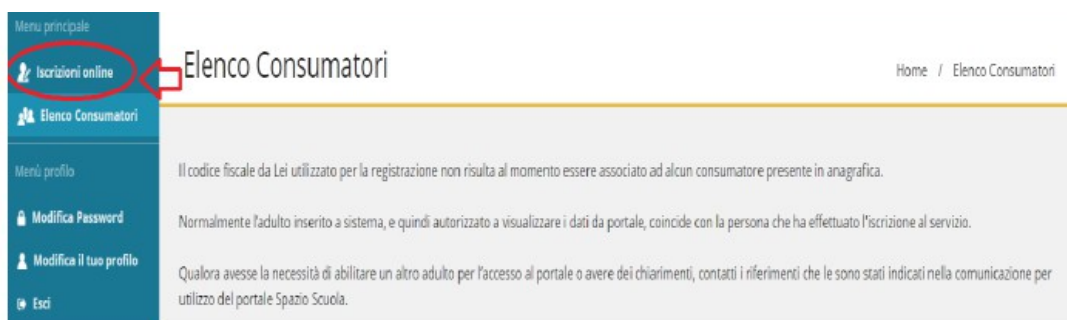 Menu principale
Iscrizioni online
Elenco Consumatori
Menù profilo
Modifica Password
Modifica il tuo profilo
Esci
Elenco Consumatori
Home / Elenco Consumatori
Il codice fiscale da Lei utilizzato per la registrazione non risulta al momento essere associato ad alcun consumatore presente in anagrafica.
Normalmente l'adulto inserito a sistema, e quindi autorizzato a visualizzare i dati da portale, coincide con la persona che ha effettuato l'iscrizione al servizio.
Qualora avesse la necessità di abilitare un altro adulto per l'accesso al portale o avere dei chiarimenti, contatti i riferimenti che le sono stati indicati nella comunicazione per
utilizzo del portale Spazio Scuola.